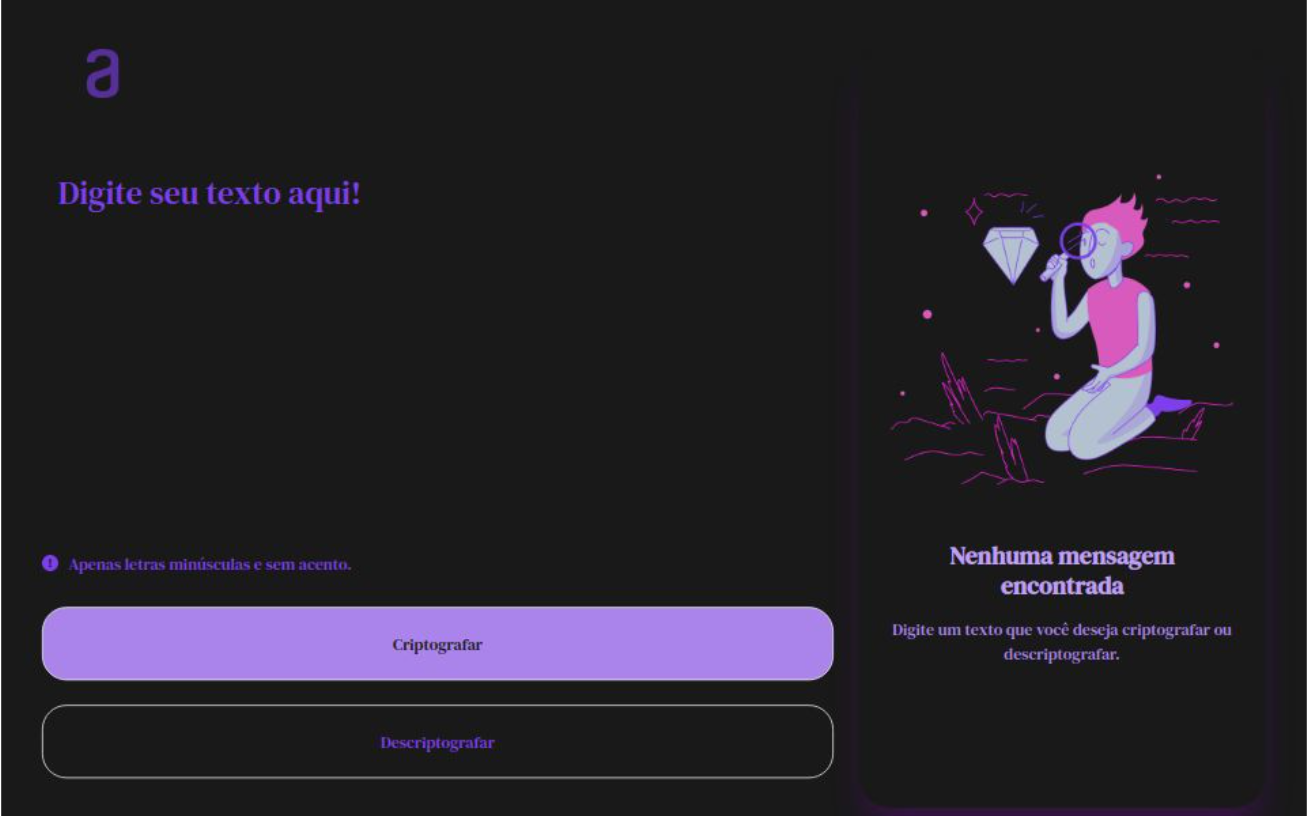 a
Digite seu texto aqui!
Apenas letras minúsculas e sem acento.
Criptografar
Descriptografar
Nenhuma mensagem
encontrada
Digite um texto que você deseja criptografar ou
descriptografar.